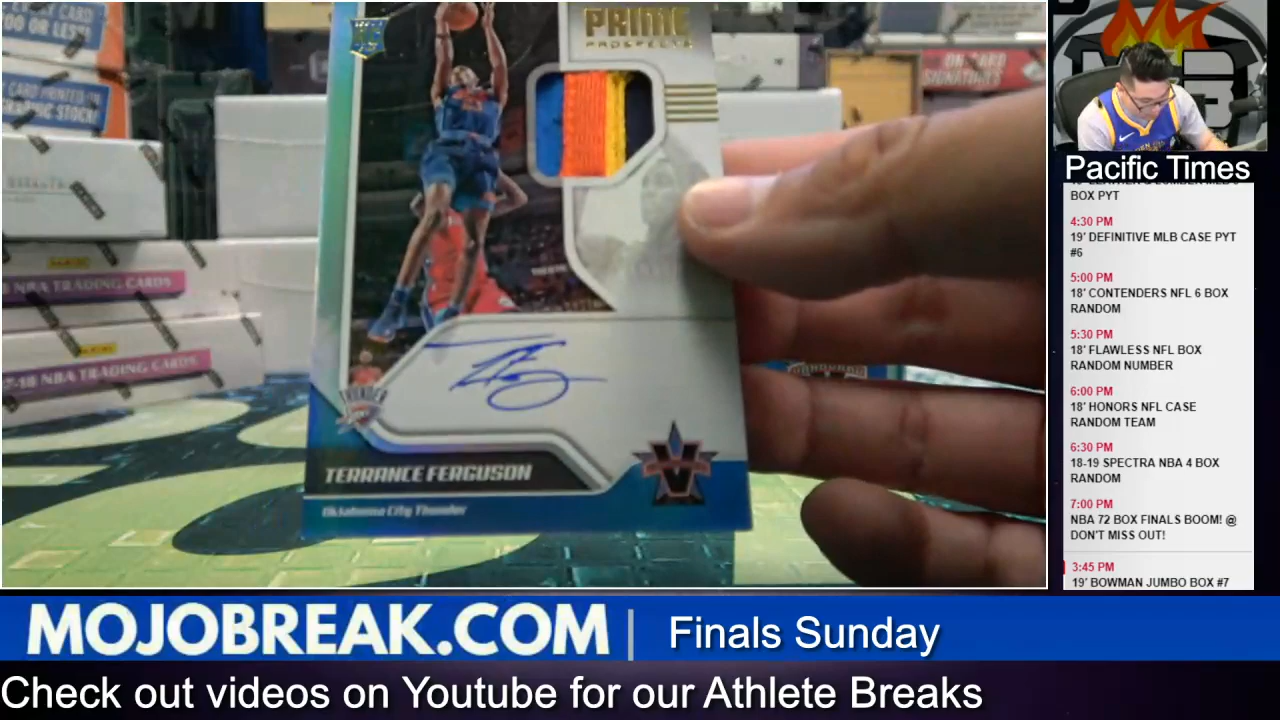 PRIME
PROSPECTS
ON-CARD
SIGNATURES
NBA TRADING CARDS
NBA TRADING CARDS
THUNDER
TERRANCE FERGUSON
Oklahoma City Thunder
V
Pacific Times
BOX PYT
4:30 PM
19' DEFINITIVE MLB CASE PYT
#6
5:00 PM
18' CONTENDERS NFL 6 BOX
RANDOM
5:30 PM
18' FLAWLESS NFL BOX
RANDOM NUMBER
6:00 PM
18' HONORS NFL CASE
RANDOM TEAM
6:30 PM
18-19 SPECTRA NBA 4 BOX
RANDOM
7:00 PM
NBA 72 BOX FINALS BOOM! @
DON'T MISS OUT!
3:45 PM
19' BOWMAN JUMBO BOX #7
MOJOBREAK.COM | Finals Sunday
Check out videos on Youtube for our Athlete Breaks